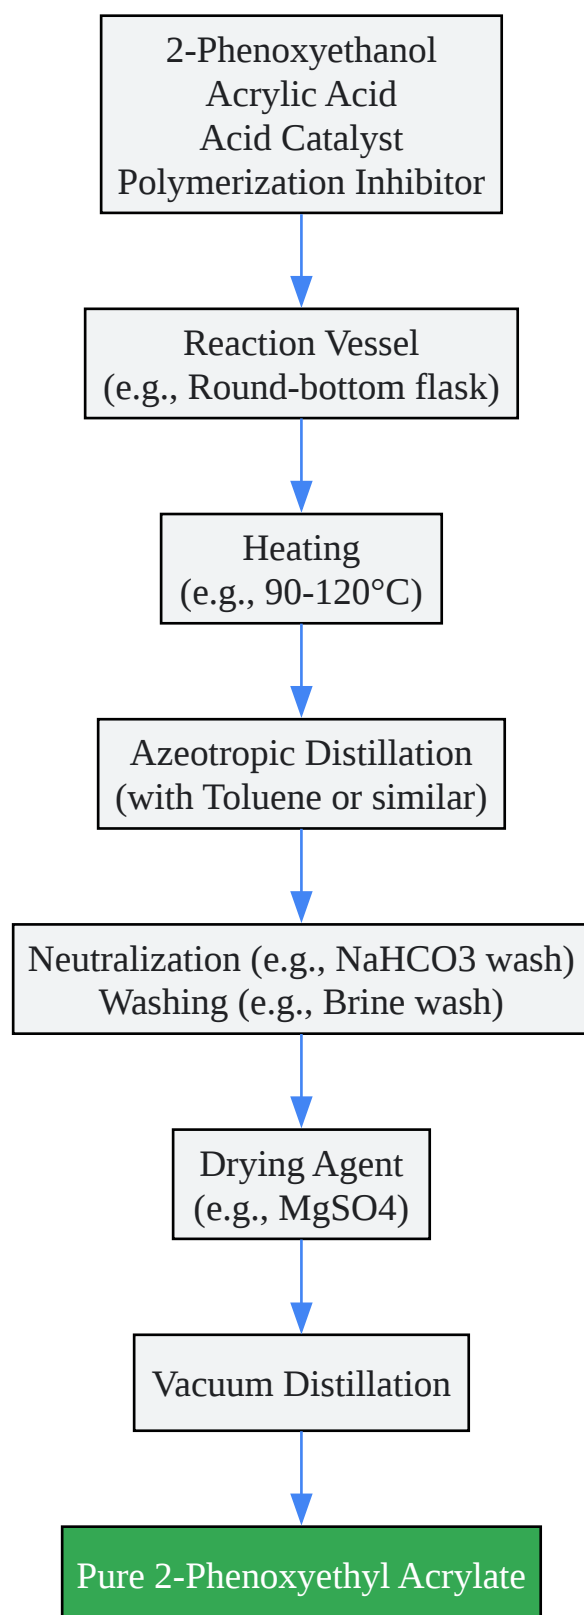 2-Phenoxyethanol
Acrylic Acid
Acid Catalyst
Polymerization Inhibitor
Reaction Vessel
(e.g., Round-bottom flask)
Heating
(e.g., 90-120°C)
Azeotropic Distillation
(with Toluene or similar)
Neutralization (e.g., NaHCO3 wash)
Washing (e.g., Brine wash)
Drying Agent
(e.g., MgSO4)
Vacuum Distillation
Pure 2-Phenoxyethyl Acrylate